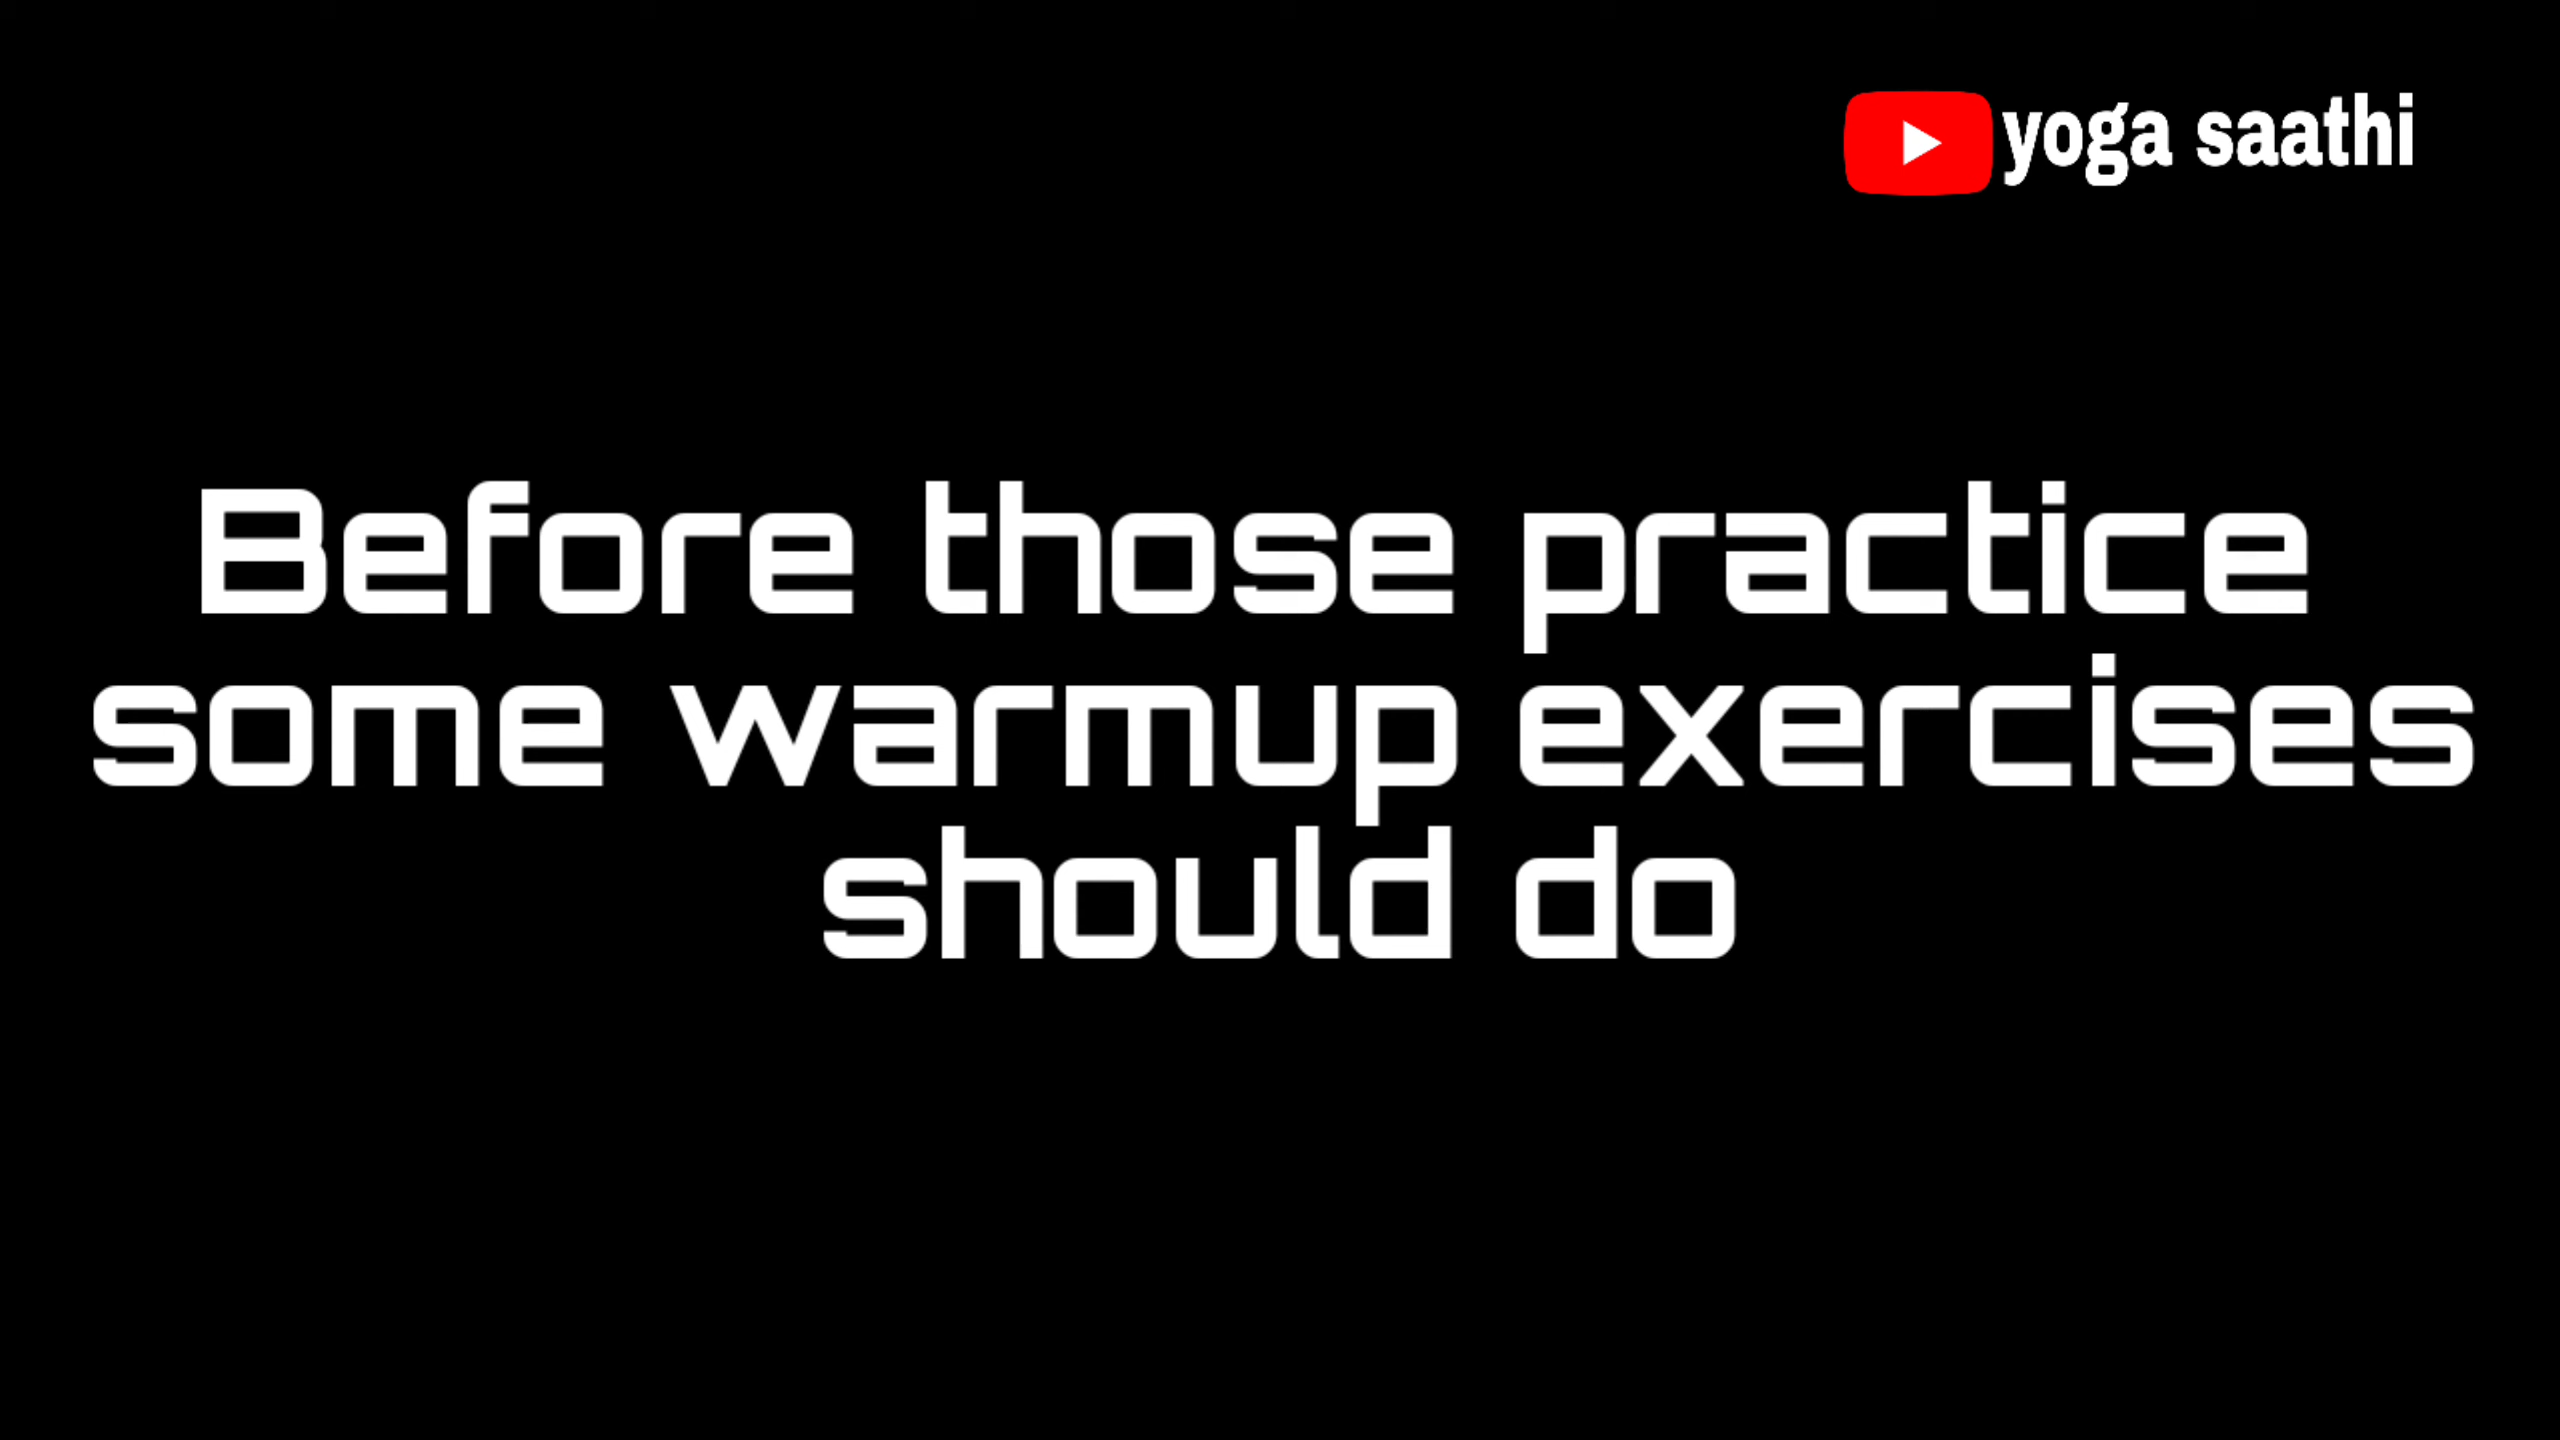 yoga saathi
Before those practice
some warmup exercises
should do